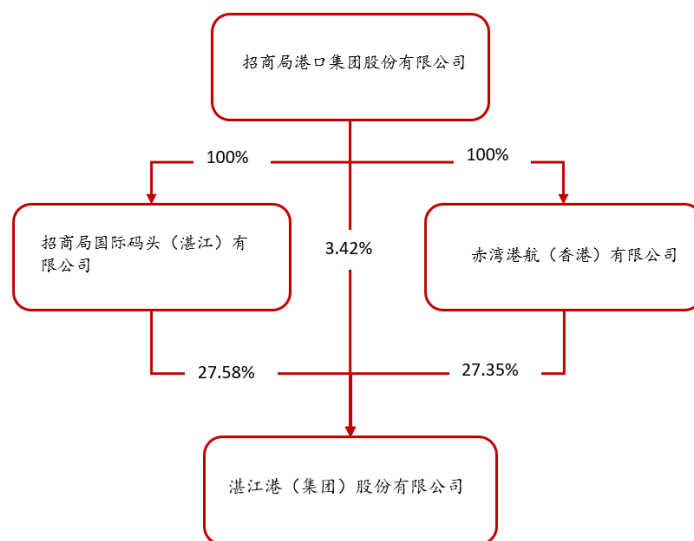 招商局港口集团股份有限公司
100%
100%
招商局国际码头（湛江）有
限公司
3.42%
赤湾港航（香港）有限公司
27.58%
27.35%
湛江港（集团）股份有限公司